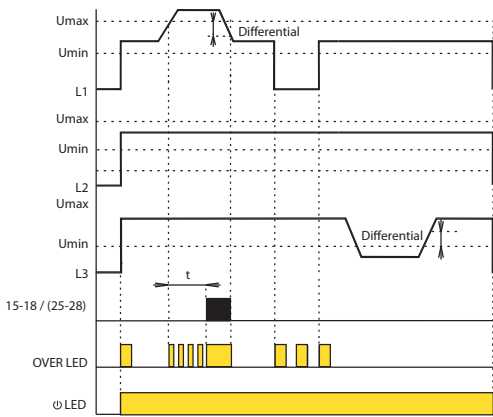 Umax
Differential
Umin
L1
Umax
Umin
L2
Umax
Differential
Umin
L3
t
15-18 / (25-28)
OVER LED
⏻ LED